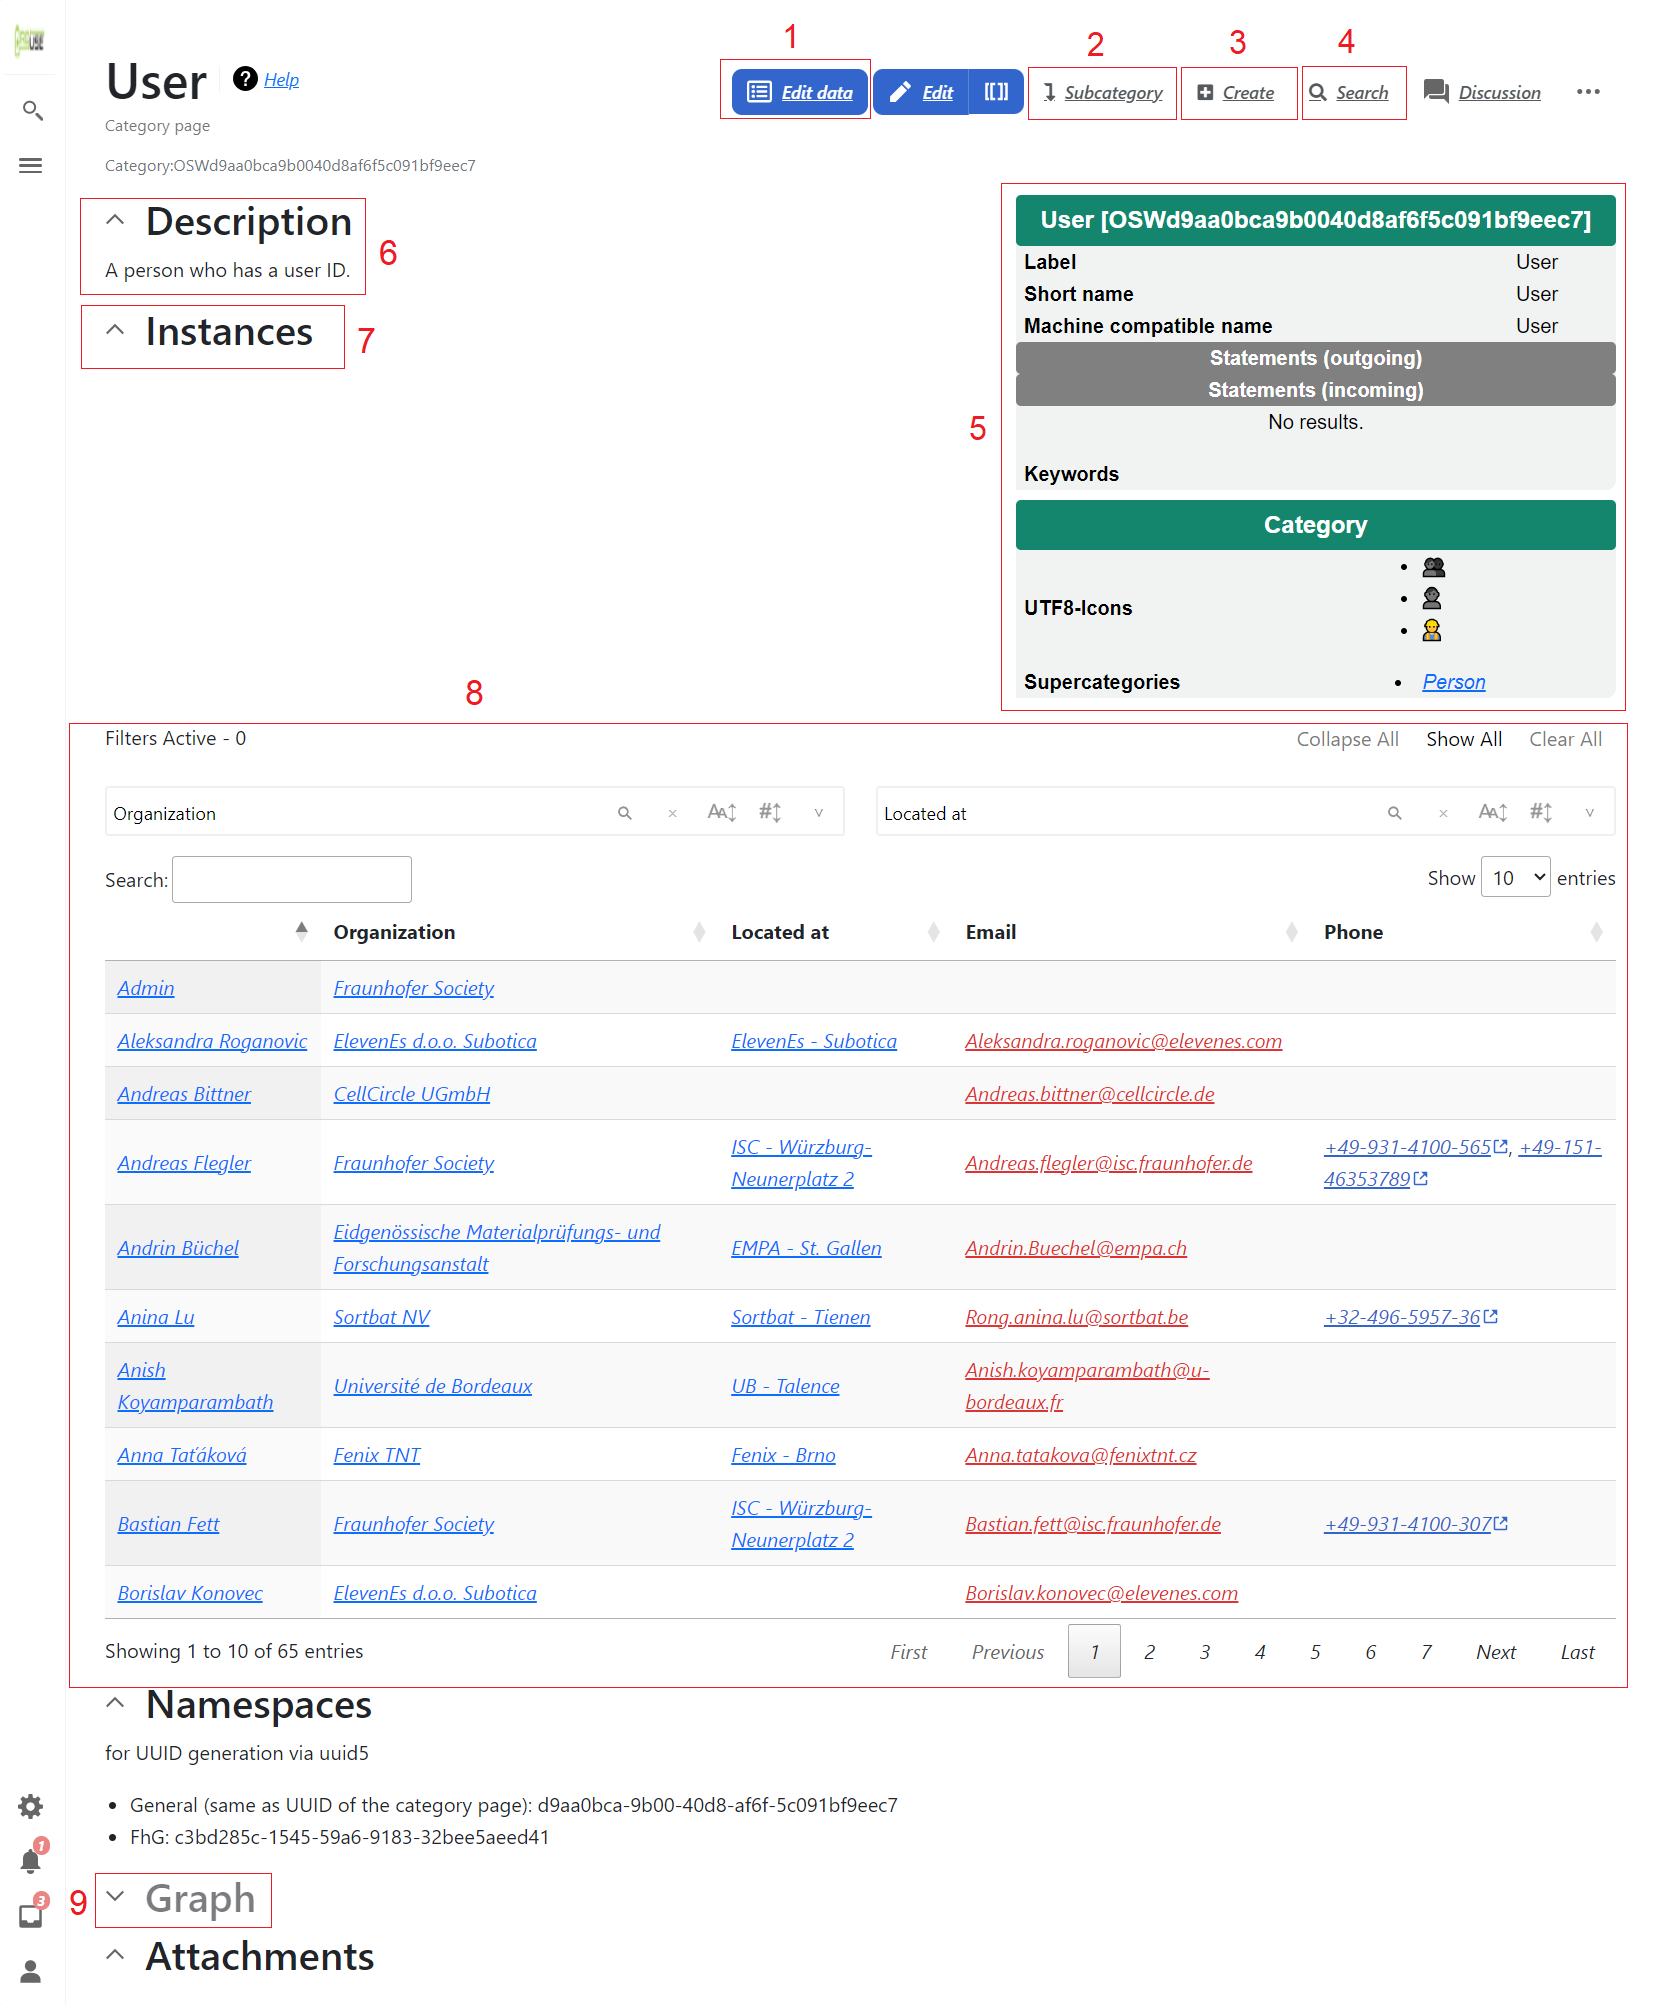 1
2
3
4
User
Help
Edit data
Edit
[[]]
Subcategory
Create
Search
Discussion
Category page
Category:OSWd9aa0bca9b0040d8af6f5c091bf9eec7
Description
6
A person who has a user ID.
Instances
7
5
User [OSWd9aa0bca9b0040d8af6f5c091bf9eec7]
Label User
Short name User
Machine compatible name User
Statements (outgoing)
Statements (incoming)
No results.
Keywords
Category
UTF8-Icons
Supercategories • Person
8
Filters Active - 0
Collapse All Show All Clear All
Organization
Located at
Search:
Show 10 entries
Organization Located at Email Phone
Admin Fraunhofer Society
Aleksandra Roganovic ElevenEs d.o.o. Subotica ElevenEs - Subotica Aleksandra.roganovic@elevenes.com
Andreas Bittner CellCircle UGmbH Andreas.bittner@cellcircle.de
Andreas Flegler Fraunhofer Society ISC - Würzburg-
Neunerplatz 2 Andreas.flegler@isc.fraunhofer.de +49-931-4100-565, +49-151-
46353789
Andrin Büchel Eidgenössische Materialprüfungs- und
Forschungsanstalt EMPA - St. Gallen Andrin.Buechel@empa.ch
Anina Lu Sortbat NV Sortbat - Tienen Rong.anina.lu@sortbat.be +32-496-5957-36
Anish
Koyamparambath Université de Bordeaux UB - Talence Anish.koyamparambath@u-
bordeaux.fr
Anna Taťáková Fenix TNT Fenix - Brno Anna.tatakova@fenixtnt.cz
Bastian Fett Fraunhofer Society ISC - Würzburg-
Neunerplatz 2 Bastian.fett@isc.fraunhofer.de +49-931-4100-307
Borislav Konovec ElevenEs d.o.o. Subotica Borislav.konovec@elevenes.com
Showing 1 to 10 of 65 entries
First Previous 1 2 3 4 5 6 7 Next Last
Namespaces
for UUID generation via uuid5
• General (same as UUID of the category page): d9aa0bca-9b00-40d8-af6f-5c091bf9eec7
• FhG: c3bd285c-1545-59a6-9183-32bee5aeed41
1
9
3
Graph
Attachments